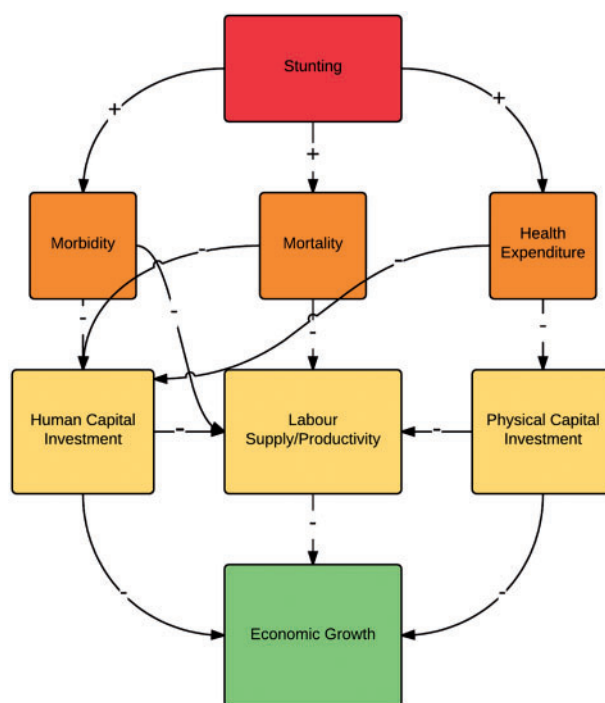 Stunting
+
+
+
Morbidity
Mortality
Health
Expenditure
-
-
-
-
-
-
Human Capital
Investment
Labour
Supply/Productivity
Physical Capital
Investment
-
-
-
-
-
Economic Growth